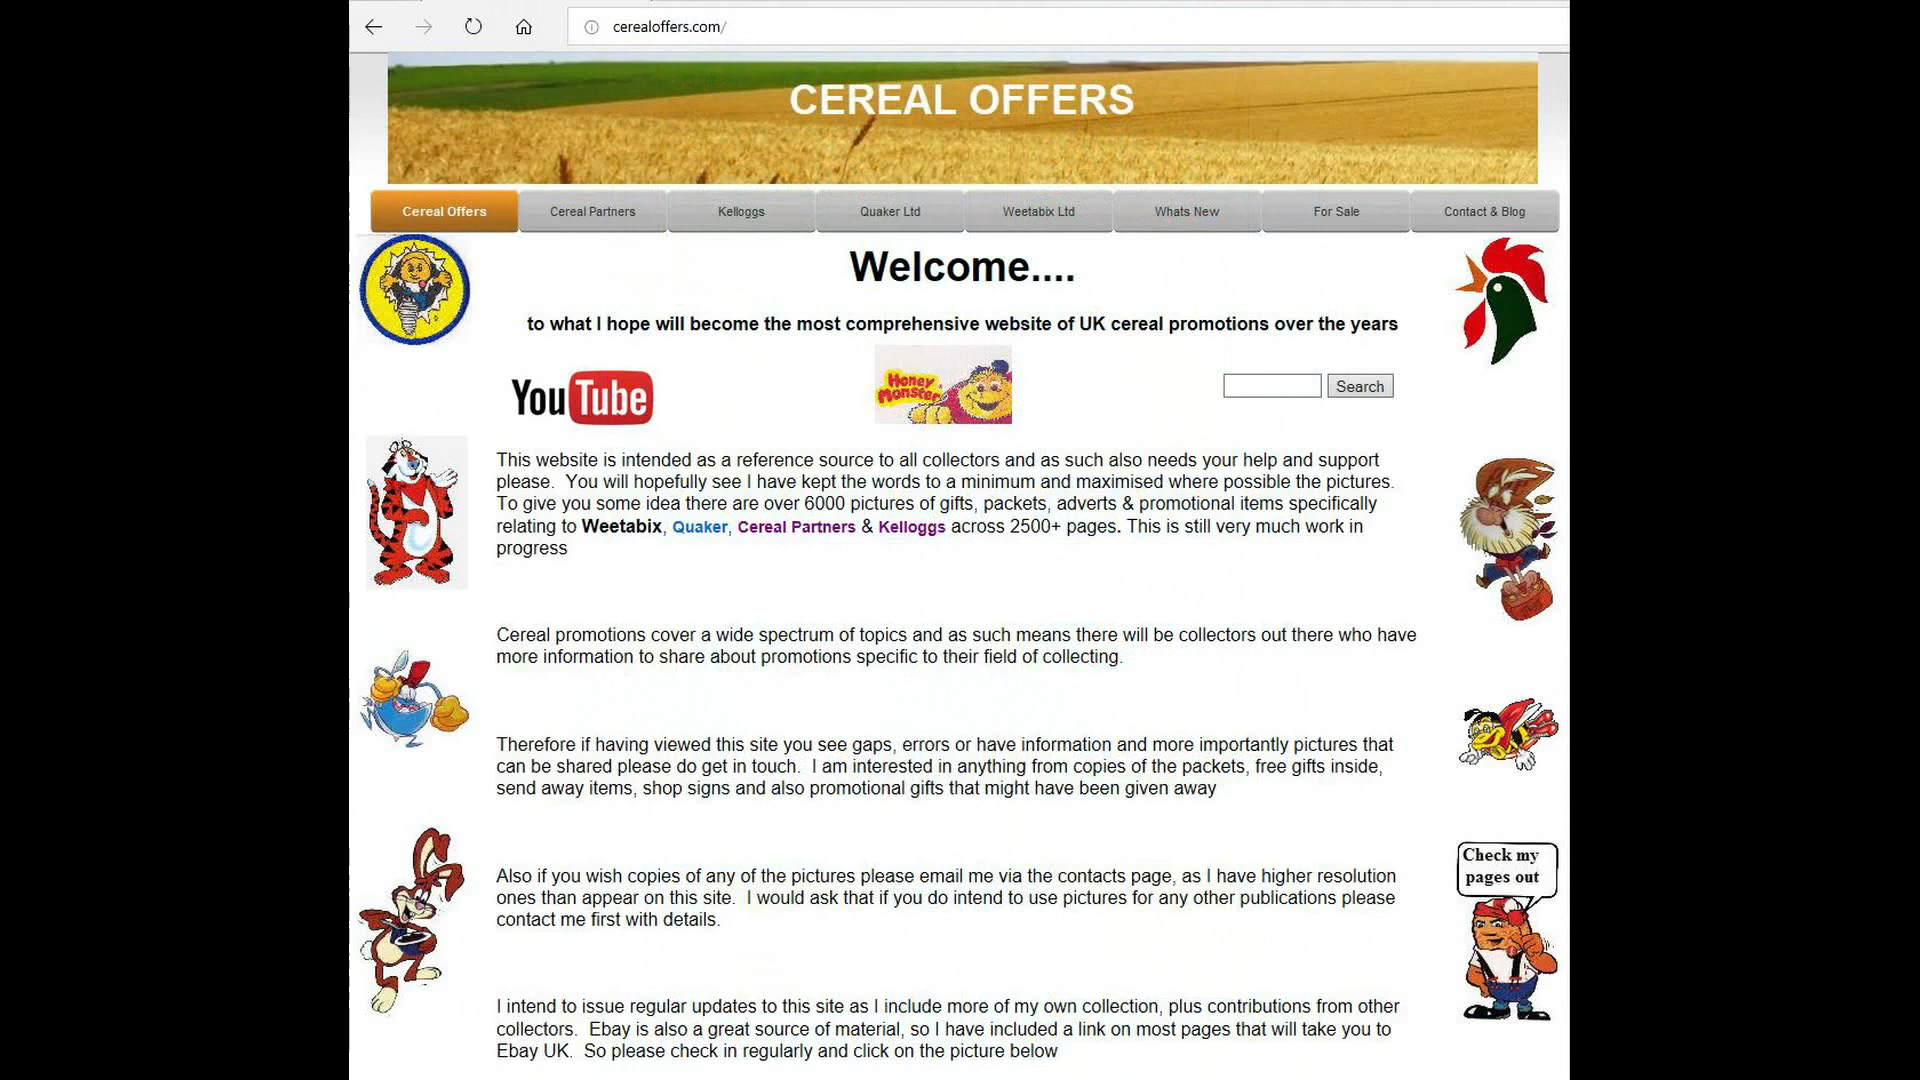 cerealoffers.com/
CEREAL OFFERS
Cereal Offers
Cereal Partners
Kelloggs
Quaker Ltd
Weetabix Ltd
Whats New
For Sale
Contact & Blog
Welcome....
to what I hope will become the most comprehensive website of UK cereal promotions over the years
YouTube
Honey
Monster
Search
This website is intended as a reference source to all collectors and as such also needs your help and support
please.  You will hopefully see I have kept the words to a minimum and maximised where possible the pictures.
To give you some idea there are over 6000 pictures of gifts, packets, adverts & promotional items specifically
relating to Weetabix, Quaker, Cereal Partners & Kelloggs across 2500+ pages. This is still very much work in
progress
Cereal promotions cover a wide spectrum of topics and as such means there will be collectors out there who have
more information to share about promotions specific to their field of collecting.
Therefore if having viewed this site you see gaps, errors or have information and more importantly pictures that
can be shared please do get in touch.  I am interested in anything from copies of the packets, free gifts inside,
send away items, shop signs and also promotional gifts that might have been given away
Check my
pages out
Also if you wish copies of any of the pictures please email me via the contacts page, as I have higher resolution
ones than appear on this site.  I would ask that if you do intend to use pictures for any other publications please
contact me first with details.
I intend to issue regular updates to this site as I include more of my own collection, plus contributions from other
collectors.  Ebay is also a great source of material, so I have included a link on most pages that will take you to
Ebay UK.  So please check in regularly and click on the picture below